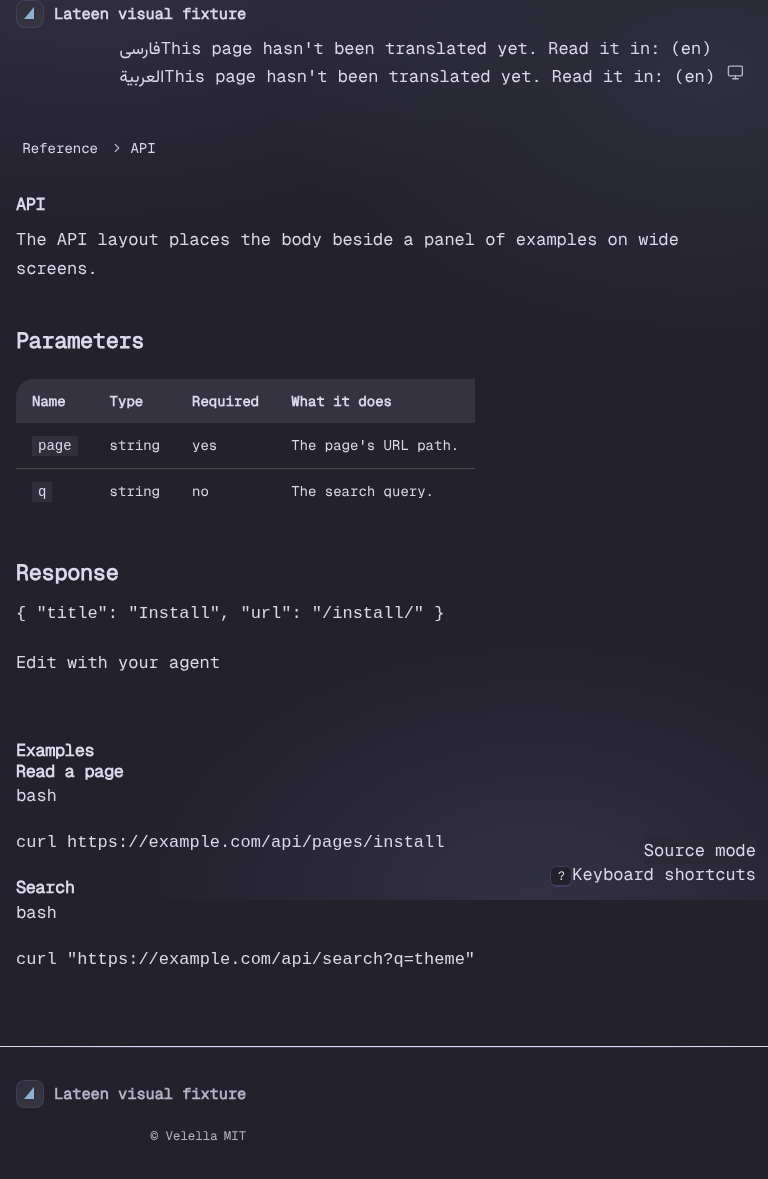 Lateen visual fixture
فارسیThis page hasn't been translated yet. Read it in: (en)
العربيةThis page hasn't been translated yet. Read it in: (en)
Reference > API
API
The API layout places the body beside a panel of examples on wide
screens.
Parameters
Name Type Required What it does
page string yes The page's URL path.
q string no The search query.
Response
{ "title": "Install", "url": "/install/" }
Edit with your agent
Examples
Read a page
bash
curl https://example.com/api/pages/install
Source mode
? Keyboard shortcuts
Search
bash
curl "https://example.com/api/search?q=theme"
Lateen visual fixture
© Velella MIT